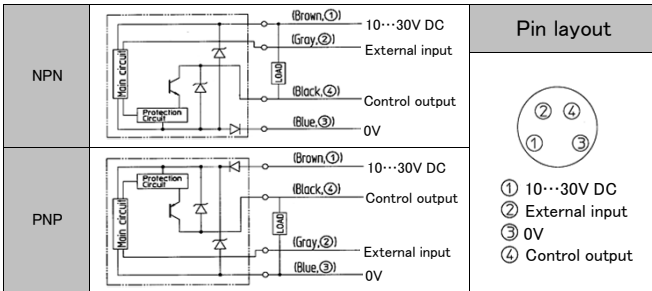 NPN
Main circuit
Protection
Circuit
LOAD
(Brown,①)
10···30V DC
(Gray,②)
External input
(Black,④)
Control output
(Blue,③)
0V
PNP
Main circuit
Protection
Circuit
LOAD
(Brown,①)
10···30V DC
(Black,④)
Control output
(Gray,②)
External input
(Blue,③)
0V
Pin layout
② ④
① ③
① 10···30V DC
② External input
③ 0V
④ Control output